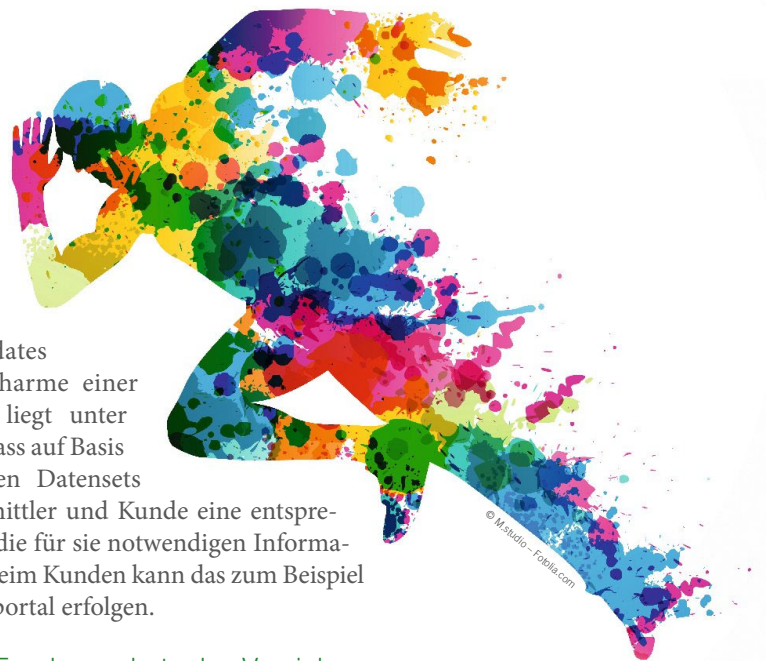 lates
harme einer
liegt unter
ass auf Basis
en Datensets
nittler und Kunde eine entspre-
die für sie notwendigen Informa-
eim Kunden kann das zum Beispiel
portal erfolgen.
© M.studio – Fotolia.com